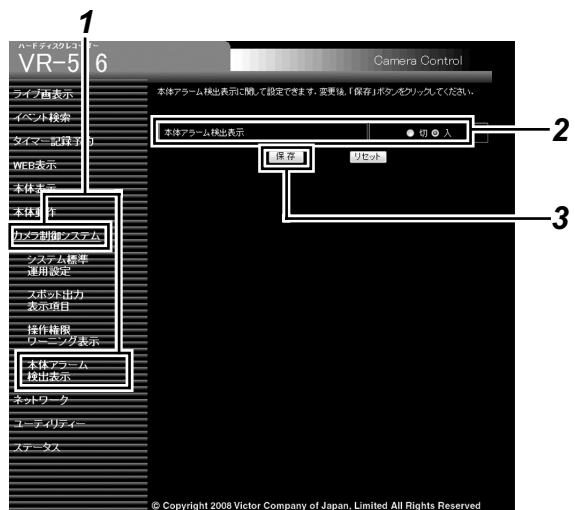 1
ハードディスクレコーダー
VR-5 6
Camera Control
ライブ画表示
イベント検索
タイマー記録予約
WEB表示
本体表示
本体動作
カメラ制御システム
システム標準
運用設定
スポット出力
表示項目
操作権限
ワーニング表示
本体アラーム
検出表示
ネットワーク
ユーティリティー
ステータス
本体アラーム検出表示に関して設定できます。変更後、「保存」ボタンをクリックしてください。
本体アラーム検出表示
切 入
2
保存
リセット
3
© Copyright 2008 Victor Company of Japan, Limited All Rights Reserved